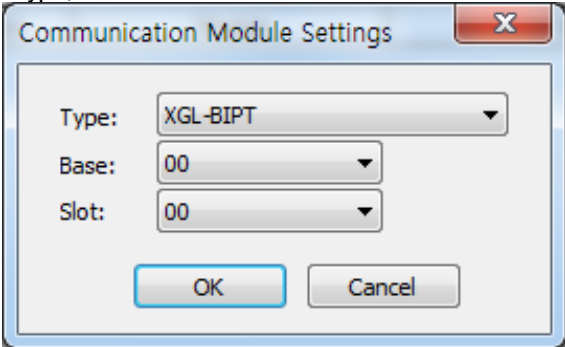 Communication Module Settings
Type: XGL-BIPT
Base: 00
Slot: 00
OK Cancel